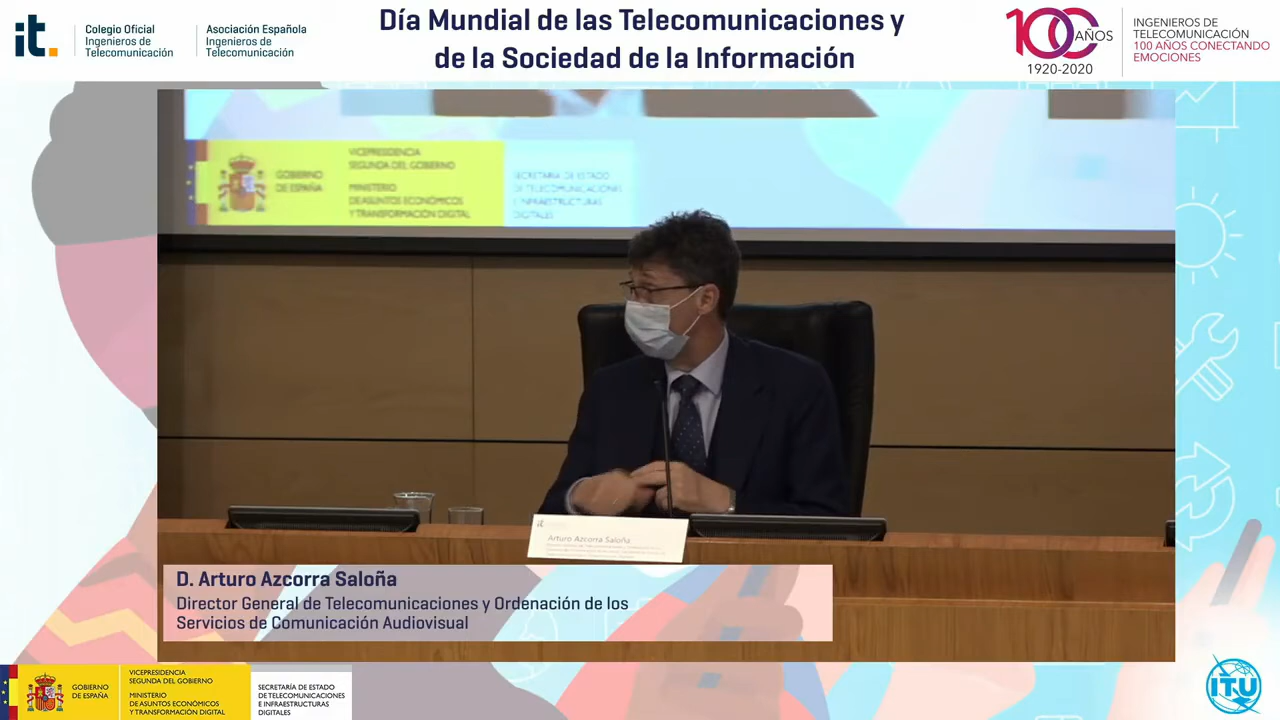 it.
Colegio Oficial
Ingenieros de
Telecomunicación
Asociación Española
Ingenieros de
Telecomunicación
Día Mundial de las Telecomunicaciones y
de la Sociedad de la Información
100 AÑOS
1920-2020
INGENIEROS DE
TELECOMUNICACIÓN
100 AÑOS CONECTANDO
EMOCIONES
GOBIERNO
DE ESPAÑA
VICEPRESIDENCIA
SEGUNDA DEL GOBIERNO
MINISTERIO
DE ASUNTOS ECONÓMICOS
Y TRANSFORMACIÓN DIGITAL
SECRETARÍA DE ESTADO
DE TELECOMUNICACIONES
E INFRAESTRUCTURAS
DIGITALES
it
Arturo Azcorra Saloña
D. Arturo Azcorra Saloña
Director General de Telecomunicaciones y Ordenación de los
Servicios de Comunicación Audiovisual
GOBIERNO
DE ESPAÑA
VICEPRESIDENCIA
SEGUNDA DEL GOBIERNO
MINISTERIO
DE ASUNTOS ECONÓMICOS
Y TRANSFORMACIÓN DIGITAL
SECRETARÍA DE ESTADO
DE TELECOMUNICACIONES
E INFRAESTRUCTURAS
DIGITALES
ITU